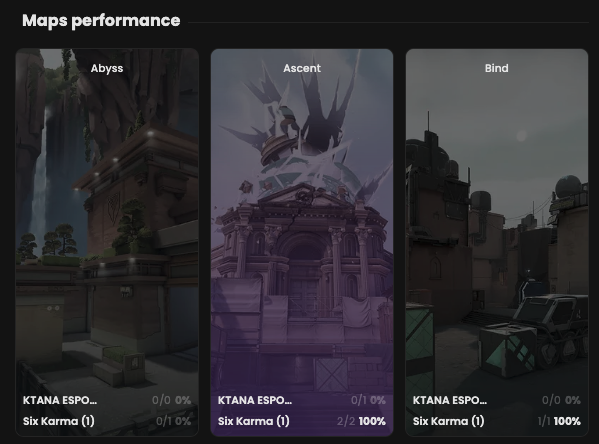 Maps performance
Abyss
KTANA ESPO... 0/0 0%
Six Karma (1) 0/1 0%
Ascent
KTANA ESPO... 0/1 0%
Six Karma (1) 2/2 100%
Bind
KTANA ESPO... 0/0 0%
Six Karma (1) 1/1 100%